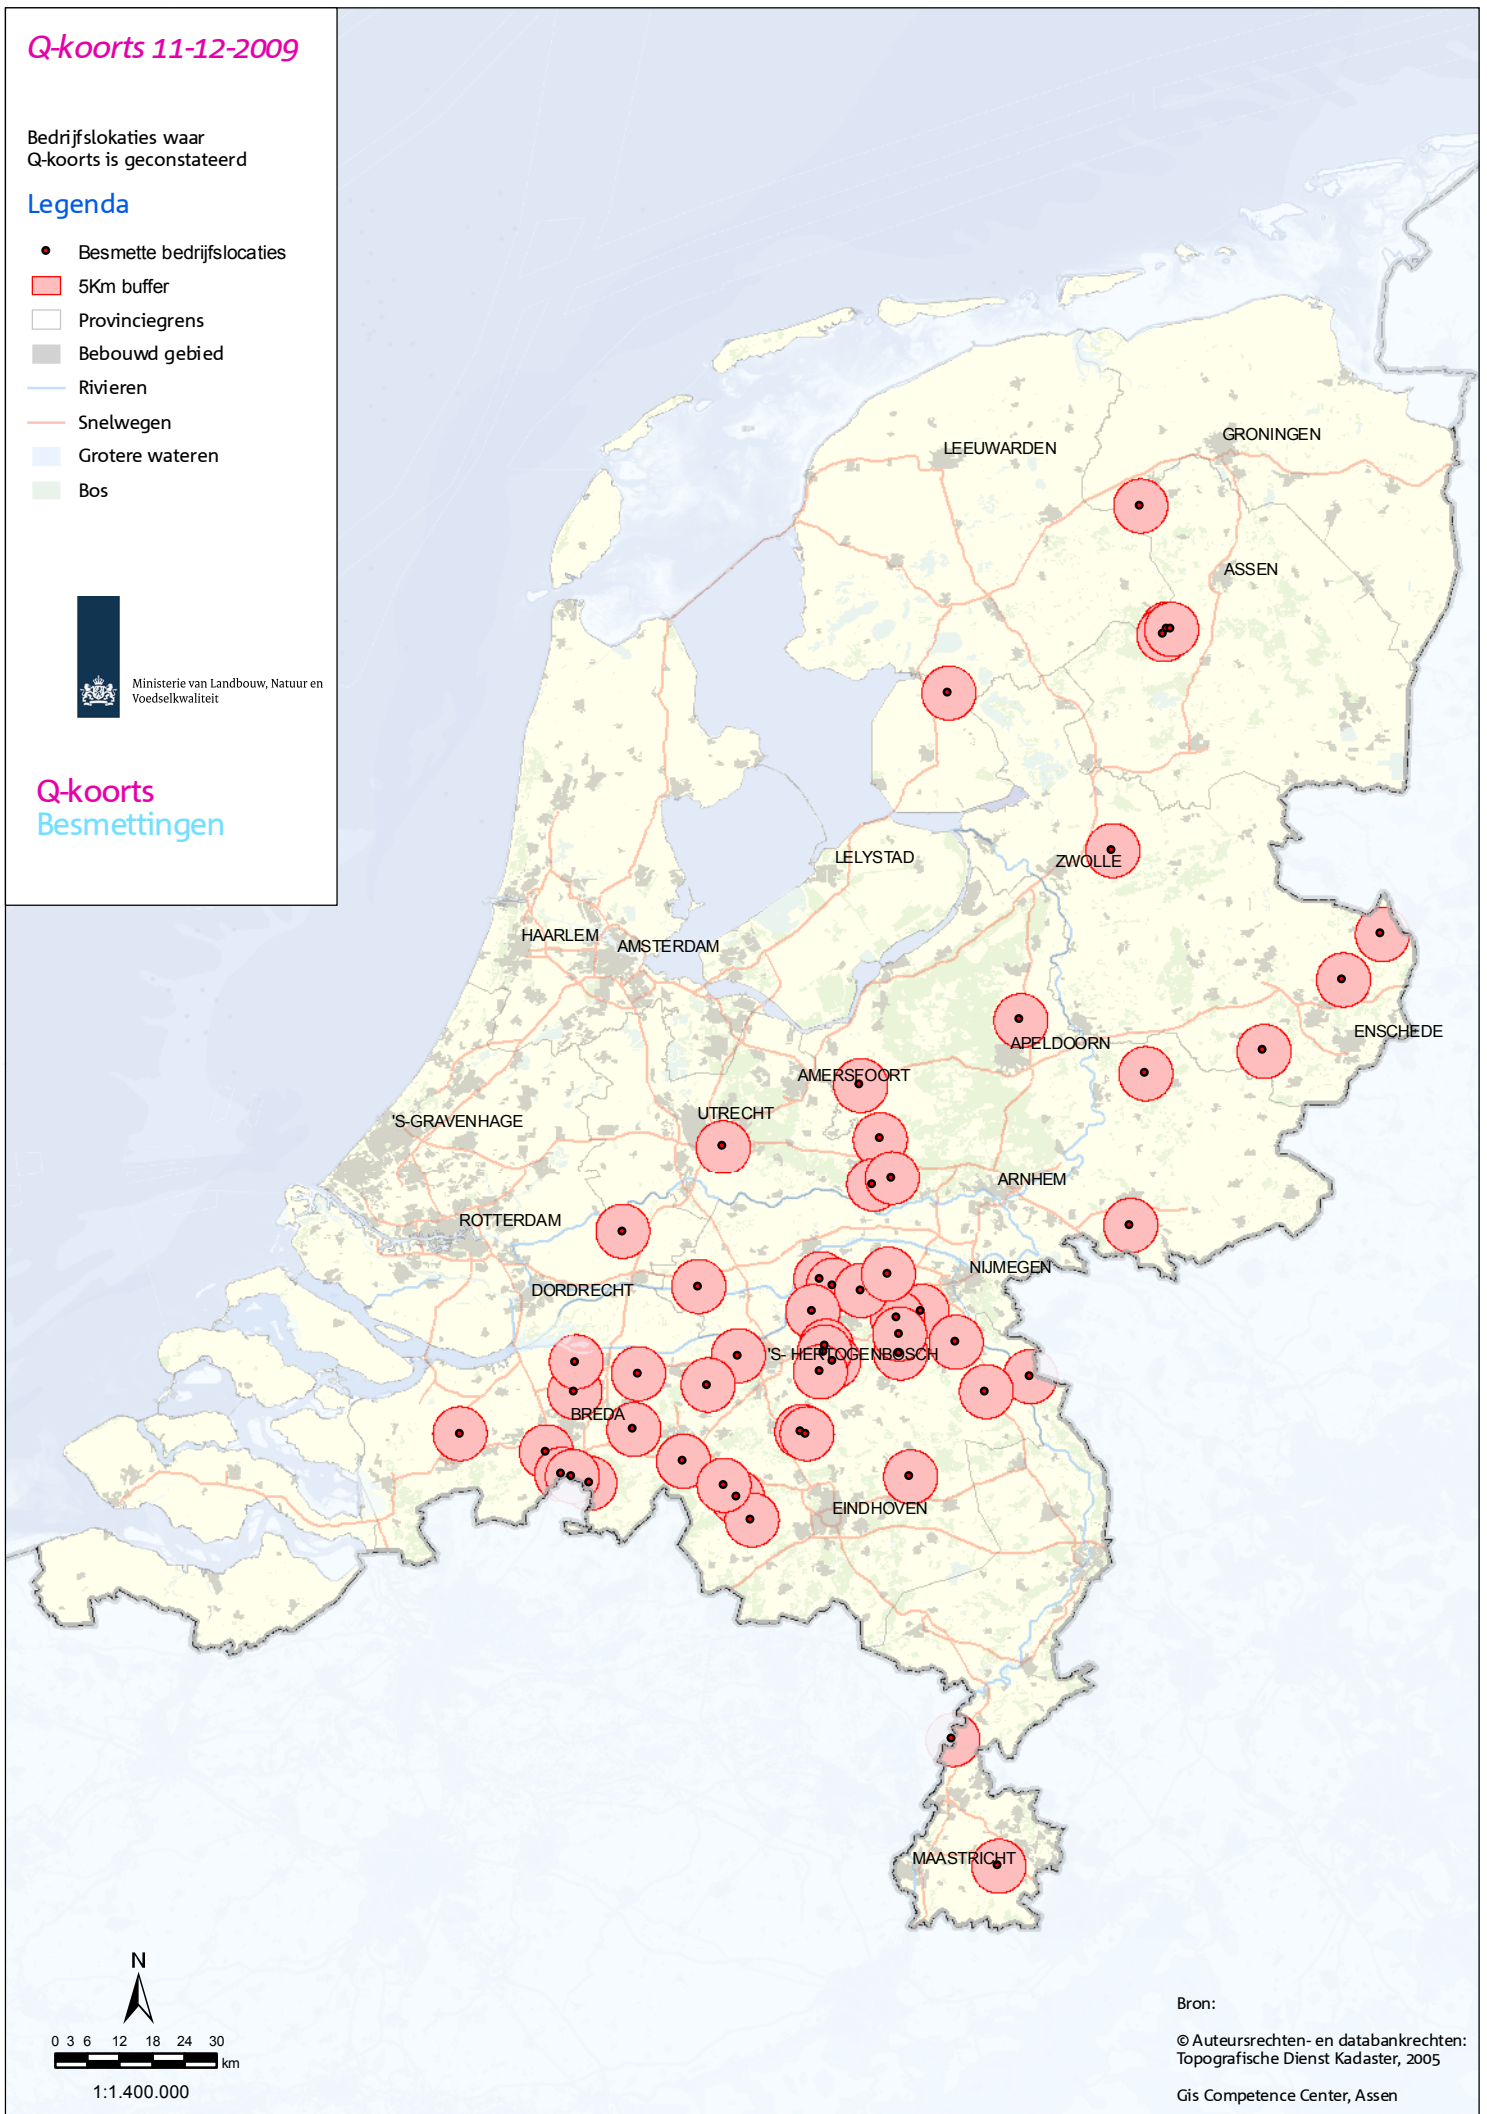 Q-koorts 11-12-2009
Bedrijfslokaties waar
Q-koorts is geconstateerd
Legenda
Besmette bedrijfslocaties
5Km buffer
Provinciegrens
Bebouwd gebied
Rivieren
Snelwegen
Grotere wateren
Bos
Ministerie van Landbouw, Natuur en
Voedselkwaliteit
Q-koorts
Besmettingen
GRONINGEN
LEEUWARDEN
ASSEN
LELYSTAD
ZWOLLE
HAARLEM
AMSTERDAM
ENSCHEDE
APELDOORN
AMERSFOORT
UTRECHT
'S-GRAVENHAGE
ARNHEM
ROTTERDAM
NIJMEGEN
DORDRECHT
'S- HERTOGENBOSCH
BREDA
EINDHOVEN
MAASTRICHT
N
0 3 6 12 18 24 30
km
1:1.400.000
Bron:
© Auteursrechten- en databankrechten:
Topografische Dienst Kadaster, 2005
Gis Competence Center, Assen